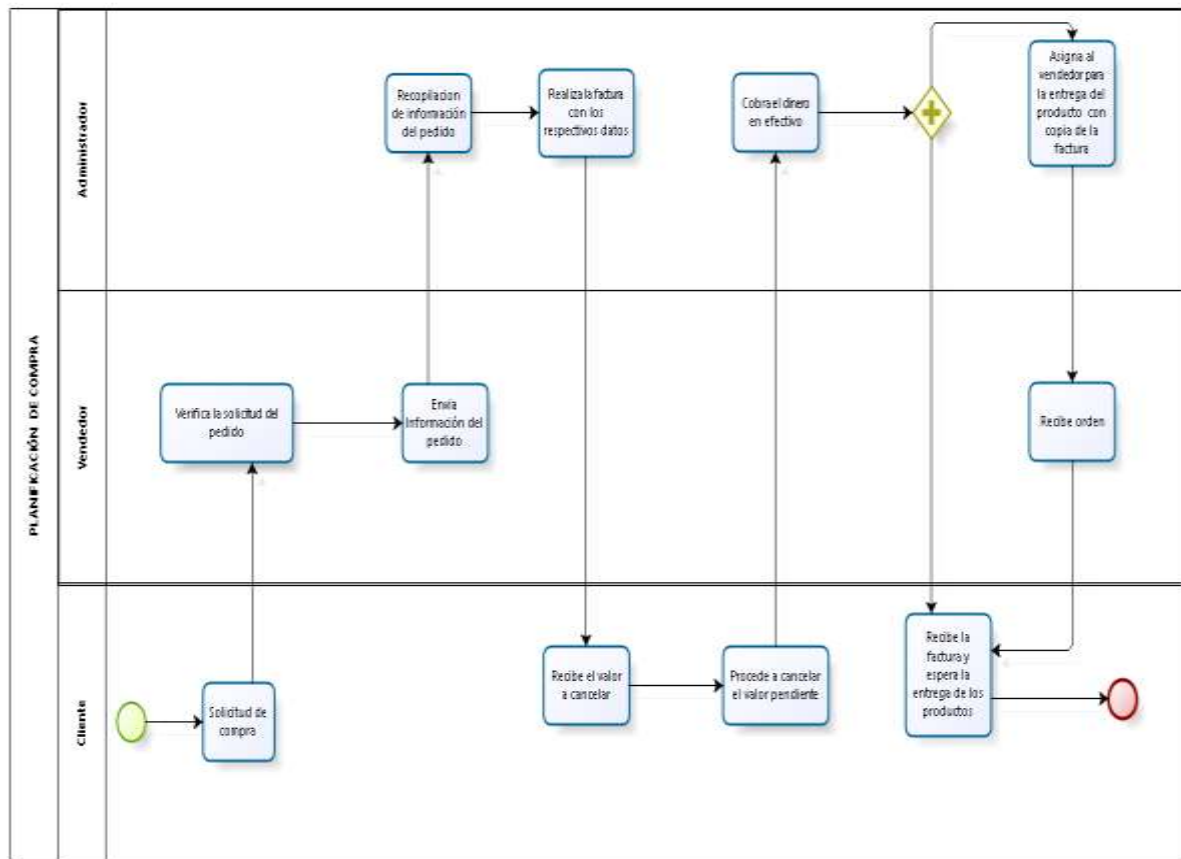 PLANIFICACIÓN DE COMPRA
Administrador
Recopilacion
de información
del pedido
Realiza la factura
con los
respectivos datos
Cobra el dinero
en efectivo
Asigna al
vendedor para
la entrega del
producto con
copia de la
factura
Vendedor
Verifica la solicitud del
pedido
Envía
Información del
pedido
Recibe orden
Cliente
Solicitud de
compra
Recibe el valor
a cancelar
Procede a cancelar
el valor pendiente
Recibe la
factura y
espera la
entrega de los
productos